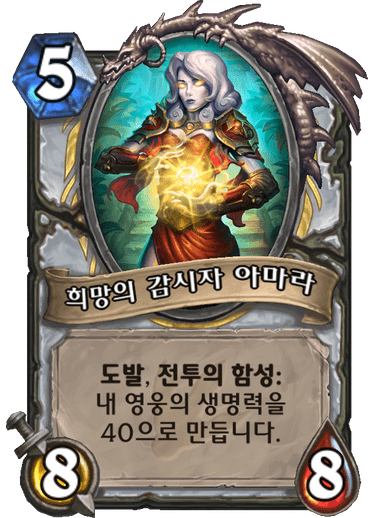 5
희망의 감시자 아마라
도발, 전투의 함성:
내 영웅의 생명력을
40으로 만듭니다.
8
8